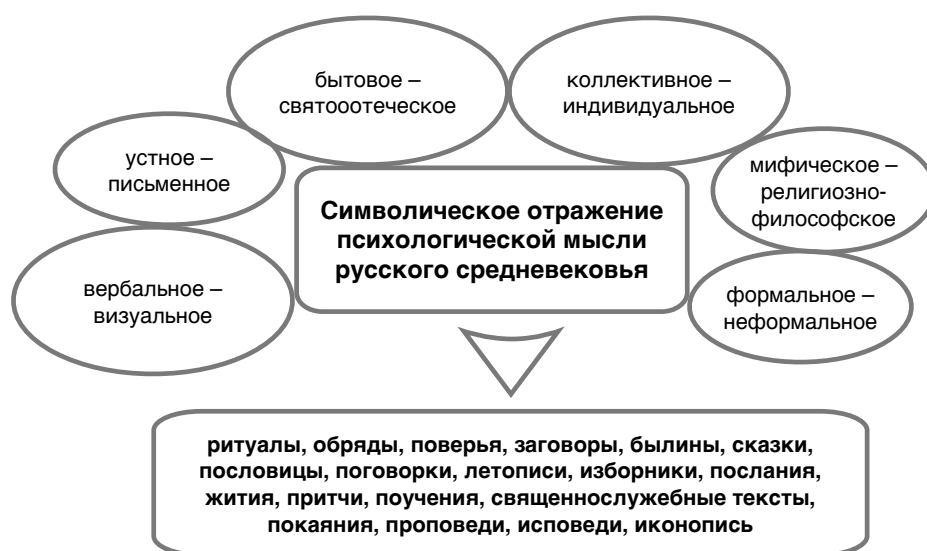 бытовое –
святооотеческое
коллективное –
индивидуальное
устное –
письменное
мифическое –
религиозно-
философское
Символическое отражение
психологической мысли
русского средневековья
вербальное –
визуальное
формальное –
неформальное
ритуалы, обряды, поверья, заговоры, былины, сказки,
пословицы, поговорки, летописи, изборники, послания,
жития, притчи, поучения, священнослужебные тексты,
покаяния, проповеди, исповеди, иконопись